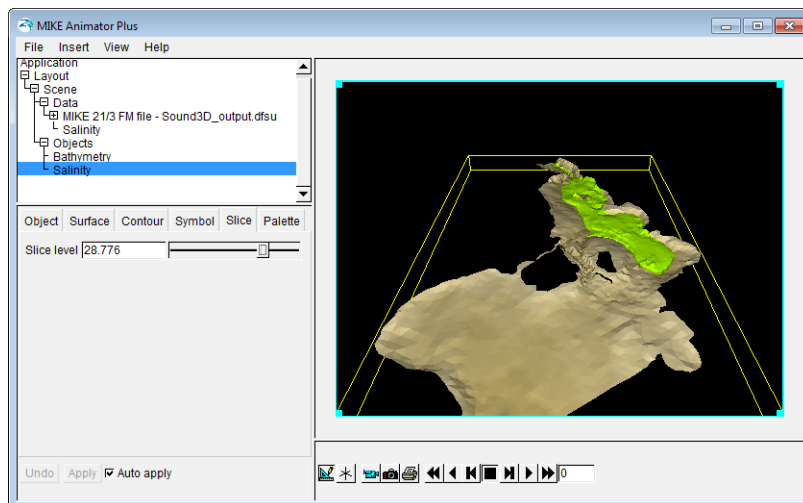 MIKE Animator Plus
File Insert View Help
Application
Layout
Scene
Data
MIKE 21/3 FM file - Sound3D_output.dfsu
Salinity
Objects
Bathymetry
Salinity
Object Surface Contour Symbol Slice Palette
Slice level 28.776
Undo Apply Auto apply
0